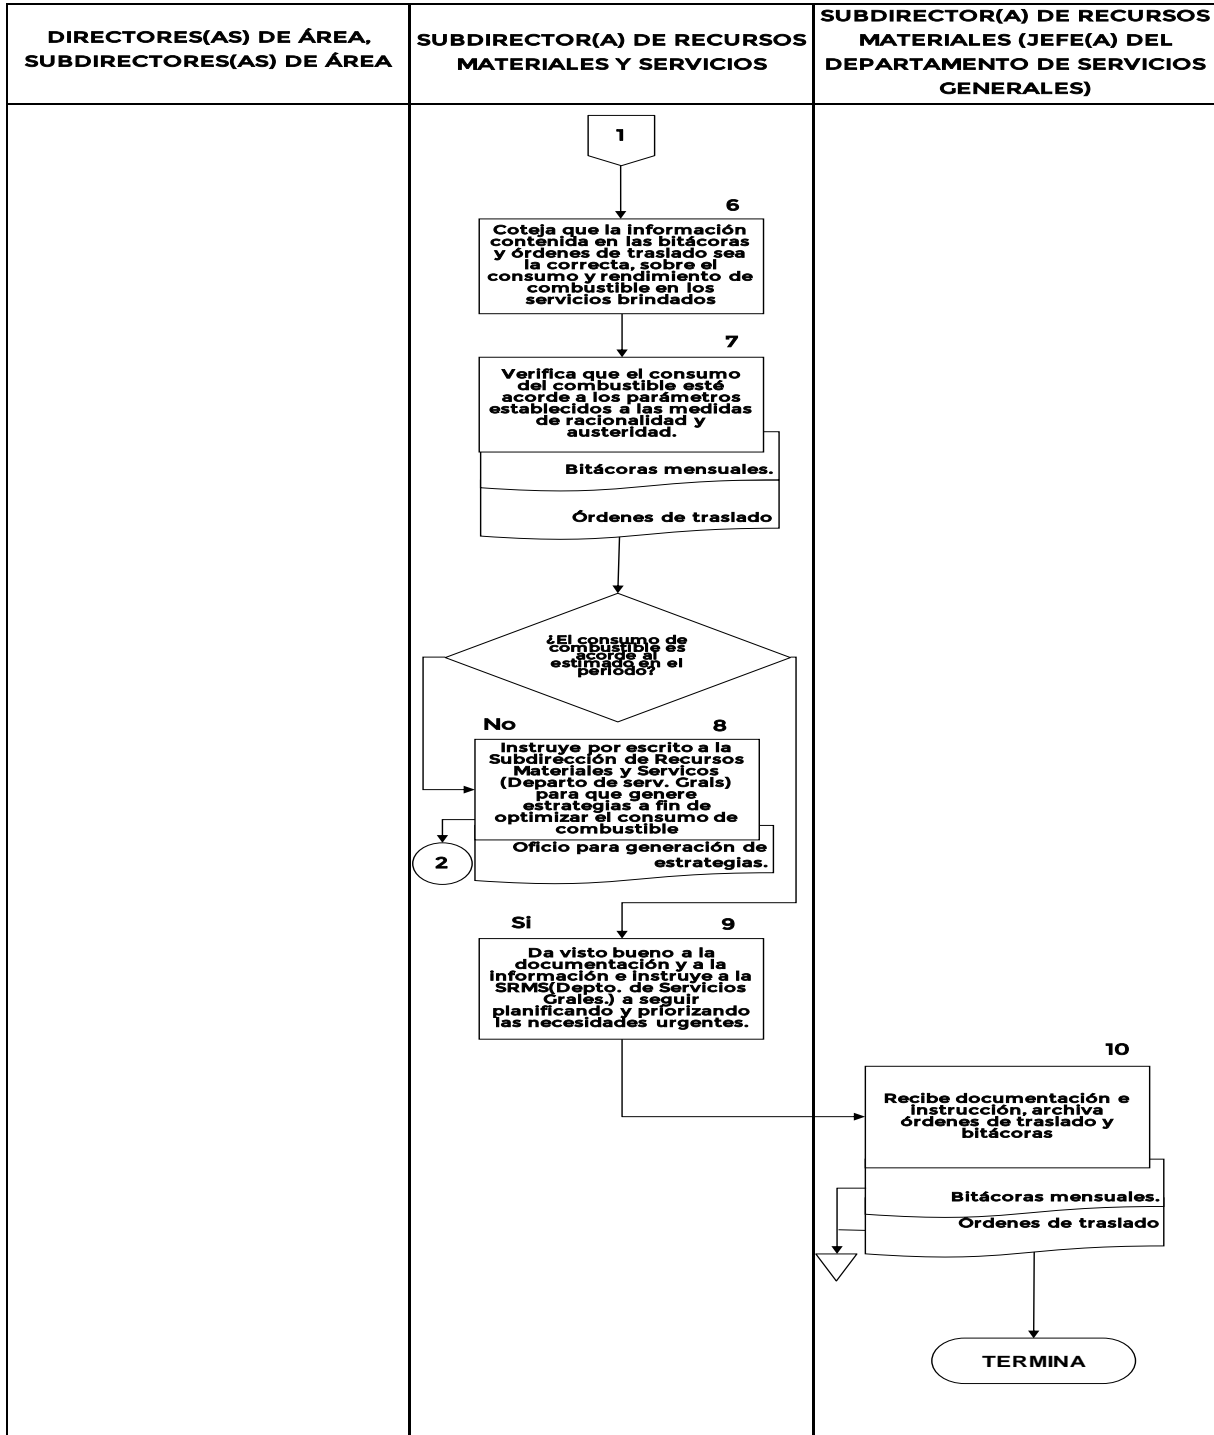 DIRECTORES(AS) DE ÁREA,
SUBDIRECTORES(AS) DE ÁREA
SUBDIRECTOR(A) DE RECURSOS
MATERIALES Y SERVICIOS
SUBDIRECTOR(A) DE RECURSOS
MATERIALES (JEFE(A) DEL
DEPARTAMENTO DE SERVICIOS
GENERALES)
1
6
Coteja que la información
contenida en las bitácoras
y órdenes de traslado sea
la correcta, sobre el
consumo y rendimiento de
combustible en los
servicios brindados
7
Verifica que el consumo
del combustible esté
acorde a los parámetros
establecidos a las medidas
de racionalidad y
austeridad.
Bitácoras mensuales.
Órdenes de traslado
¿El consumo de
combustible es
acorde al
estimado en el
periodo?
No
8
Instruye por escrito a la
Subdirección de Recursos
Materiales y Servicos
(Departo de serv. Grals)
para que genere
estrategias a fin de
optimizar el consumo de
combustible
2
Oficio para generación de
estrategias.
Si
9
Da visto bueno a la
documentación y a la
información e instruye a la
SRMS(Depto. de Servicios
Grales.) a seguir
planificando y priorizando
las necesidades urgentes.
10
Recibe documentación e
instrucción, archiva
órdenes de traslado y
bitácoras
Bitácoras mensuales.
Órdenes de traslado
TERMINA